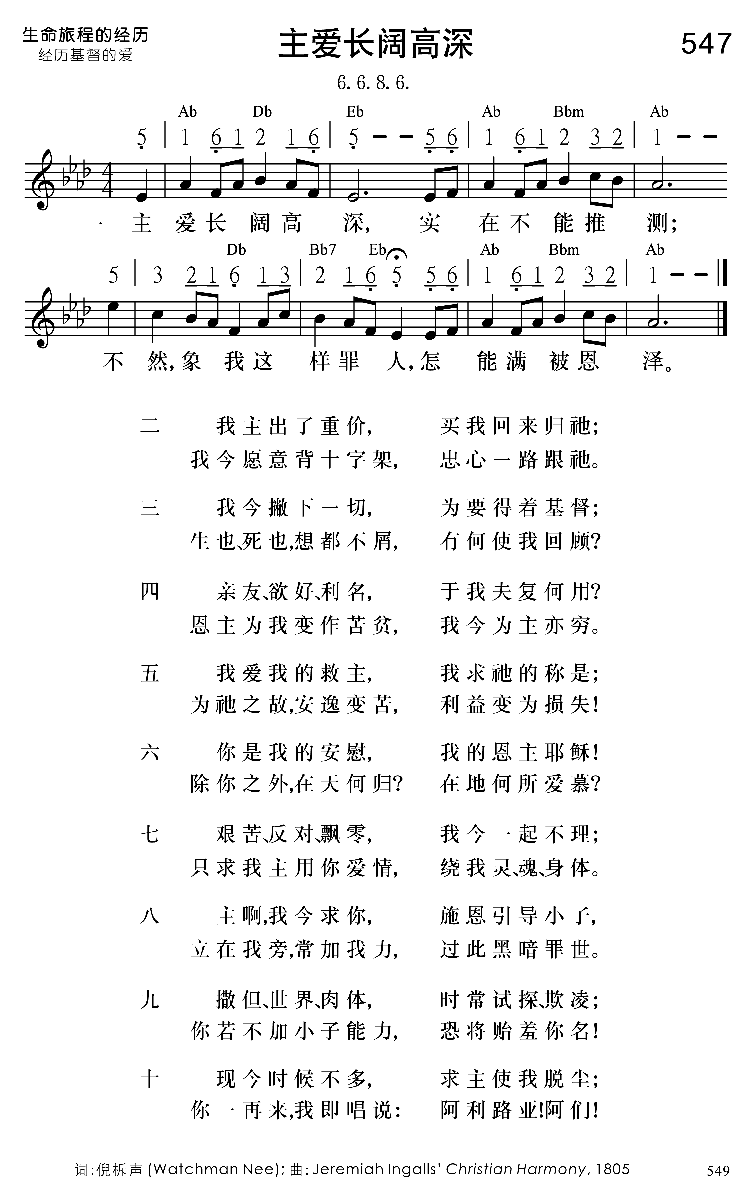 生命旅程的经历
经历基督的爱
主爱长阔高深
547
6. 6. 8. 6.
Ab Db Eb Ab Bbm Ab
5 1 6 1 2 1 6 5 - - 5 6 1 6 1 2 3 2 1 - -
4 4
主 爱 长 阔 高 深, 实 在 不 能 推 测;
Db Bb7 Eb Ab Bbm Ab
5 3 2 1 6 1 3 2 1 6 5 5 6 1 6 1 2 3 2 1 - -
不 然, 象 我 这 样 罪 人, 怎 能 满 被 恩 泽。
二 我主出了重价, 买我回来归祂;
我今愿意背十字架, 忠心一路跟祂。
三 我今撇下一切, 为要得着基督;
生也、死也,想都不屑, 有何使我回顾?
四 亲友、欲好、利名, 于我夫复何用?
恩主为我变作苦贫, 我今为主亦穷。
五 我爱我的救主, 我求祂的称是;
为祂之故,安逸变苦, 利益变为损失!
六 你是我的安慰, 我的恩主耶稣!
除你之外,在天何归? 在地何所爱慕?
七 艰苦、反对、飘零, 我今一起不理;
只求我主用你爱情, 绕我灵、魂、身体。
八 主啊,我今求你, 施恩引导小子,
立在我旁,常加我力, 过此黑暗罪世。
九 撒但、世界、肉体, 时常试探、欺凌;
你若不加小子能力, 恐将贻羞你名!
十 现今时候不多, 求主使我脱尘;
你一再来,我即唱说: 阿利路亚!阿们!
词:倪柝声 (Watchman Nee); 曲: Jeremiah Ingalls' Christian Harmony, 1805
549